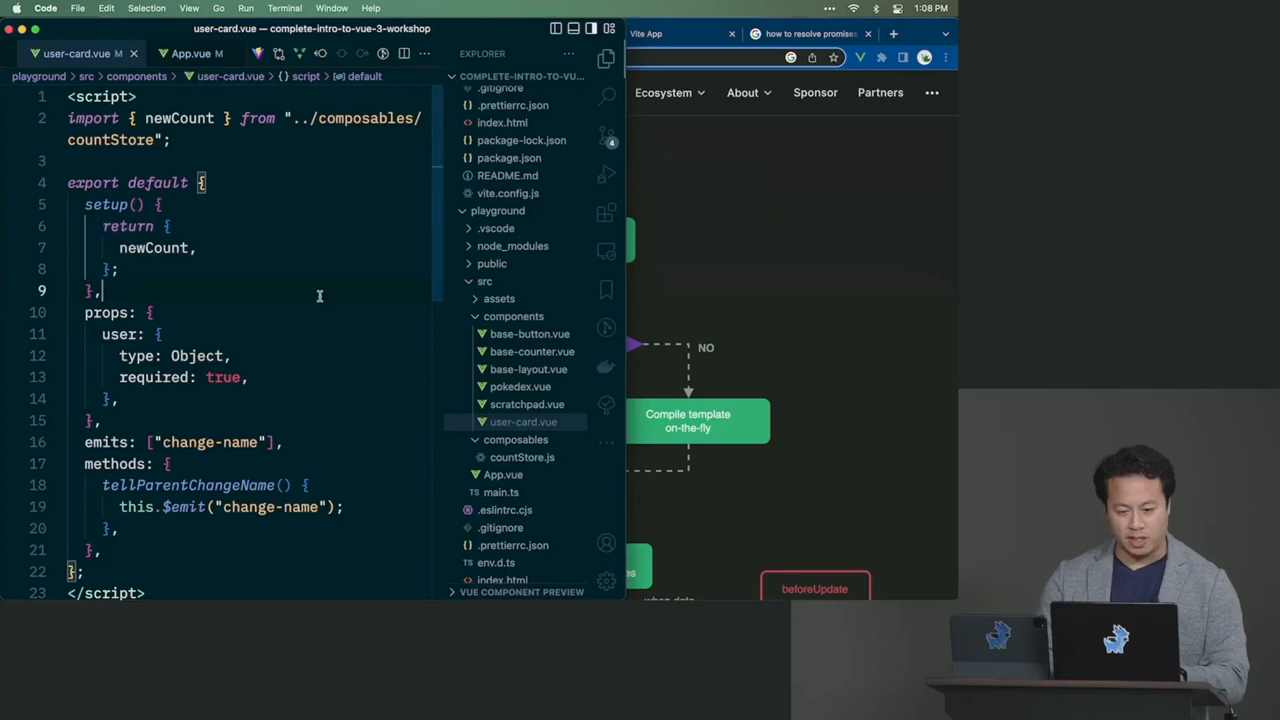 Code File Edit Selection View Go Run Terminal Window Help 1:08 PM
user-card.vue — complete-intro-to-vue-3-workshop
user-card.vue M App.vue M
playground > src > components > user-card.vue > {} script > default
1 <script>
2 import { newCount } from "../composables/
countStore";
3
4 export default {
5 setup() {
6 return {
7 newCount,
8 };
9 },
10 props: {
11 user: {
12 type: Object,
13 required: true,
14 },
15 },
16 emits: ["change-name"],
17 methods: {
18 tellParentChangeName() {
19 this.$emit("change-name");
20 },
21 },
22 };
23 </script>
EXPLORER
COMPLETE-INTRO-TO-VU...
.gitignore
.prettierrc.json
index.html
package-lock.json
package.json
README.md
vite.config.js
playground
.vscode
node_modules
public
src
assets
components
base-button.vue
base-counter.vue
base-layout.vue
pokedex.vue
scratchpad.vue
user-card.vue
composables
countStore.js
App.vue
main.ts
.eslintrc.cjs
.gitignore
.prettierrc.json
env.d.ts
index.html
VUE COMPONENT PREVIEW
4
Vite App
how to resolve promises
Ecosystem About Sponsor Partners
NO
Compile template
on-the-fly
es
beforeUpdate
when data